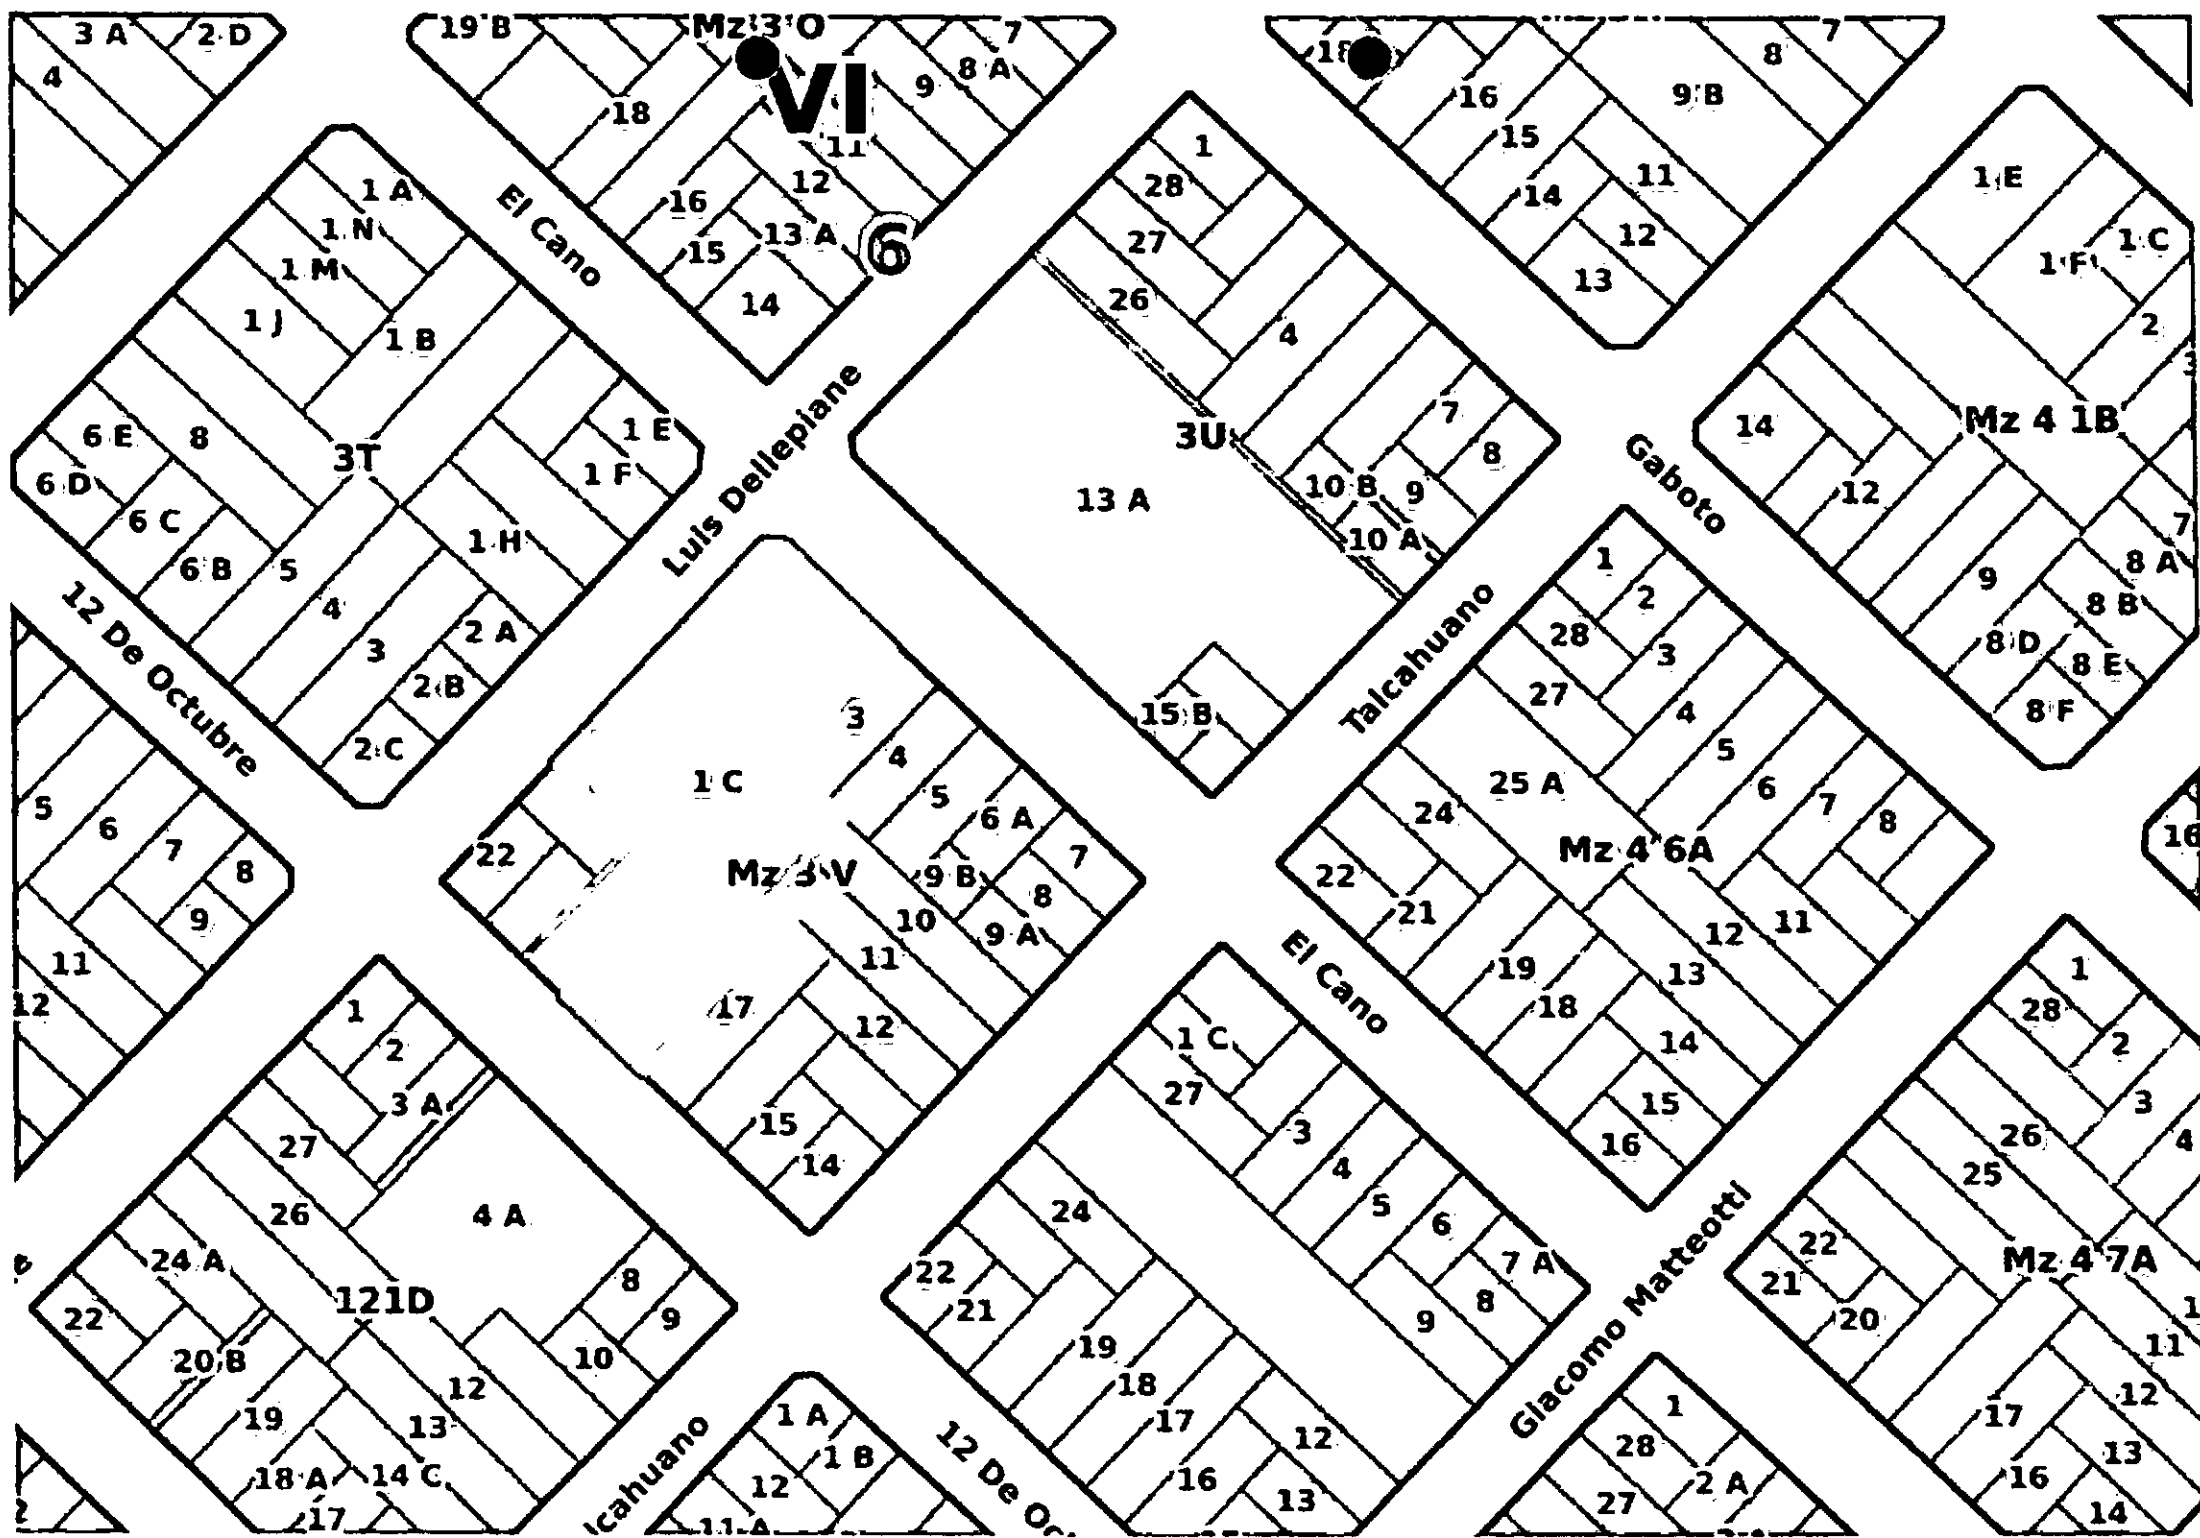 3 A
2 D
4
19 B
Mz 3 O
VI
7
8 A
9
18
11
12
16
13 A
15
14
6
16
15
14
11
12
13
9 B
8
7
1 E
1 C
1 F
2
Mz 4 1B
14
12
9
7
8 A
8 B
8 D
8 E
8 F
El Cano
1 A
1 N
1 M
1 J
1 B
6 E
8
6 D
6 C
6 B
5
3T
1 E
1 F
1 H
4
3
2 A
2 B
2 C
Luis Dellepiane
1
28
27
26
4
3U
7
8
10 B
9
10 A
13 A
15 B
Gaboto
Talcahuano
12 De Octubre
5
6
7
8
9
11
12
3
4
1 C
5
6 A
7
22
Mz 3 V
9 B
8
10
9 A
11
17
12
15
14
1
2
28
3
27
4
5
25 A
6
24
7
8
Mz 4 6A
22
21
12
11
19
13
18
14
15
16
El Cano
16
1
2
3 A
27
26
4 A
24 A
8
121D
22
9
20 B
10
12
19
13
18 A
14 C
17
1 C
27
3
4
24
5
6
7 A
22
21
8
9
19
18
17
12
16
13
Giacomo Matteotti
1
28
2
3
26
4
25
22
Mz 4 7A
21
20
11
12
17
13
16
14
lcahuano
1 A
1 B
12
11 A
12 De Oc
1
28
2 A
27